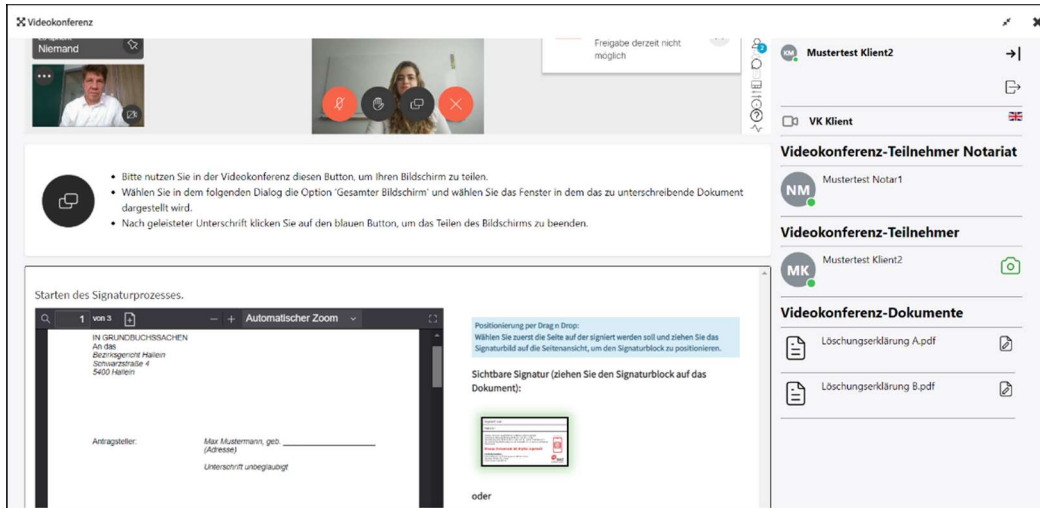 Videokonferenz
Niemand
Freigabe derzeit nicht
möglich
2
Bitte nutzen Sie in der Videokonferenz diesen Button, um Ihren Bildschirm zu teilen.
Wählen Sie in dem folgenden Dialog die Option 'Gesamter Bildschirm' und wählen Sie das Fenster in dem das zu unterschreibende Dokument
dargestellt wird.
Nach geleisteter Unterschrift klicken Sie auf den blauen Button, um das Teilen des Bildschirms zu beenden.
Starten des Signaturprozesses.
1 von 3 Automatischer Zoom
IN GRUNDBUCHSSACHEN
An das
Bezirksgericht Hallein
Schwarzstraße 4
5400 Hallein
Antragsteller: Max Mustermann, geb.
(Adresse)
Unterschrift unbeglaubigt
Positionierung per Drag n Drop:
Wählen Sie zuerst die Seite auf der signiert werden soll und ziehen Sie das
Signaturbild auf die Seitenansicht, um den Signaturblock zu positionieren.
Sichtbare Signatur (ziehen Sie den Signaturblock auf das
Dokument):
oder
KM Mustertest Klient2
VK Klient
Videokonferenz-Teilnehmer Notariat
NM Mustertest Notar1
Videokonferenz-Teilnehmer
MK Mustertest Klient2
Videokonferenz-Dokumente
Löschungserklärung A.pdf
Löschungserklärung B.pdf